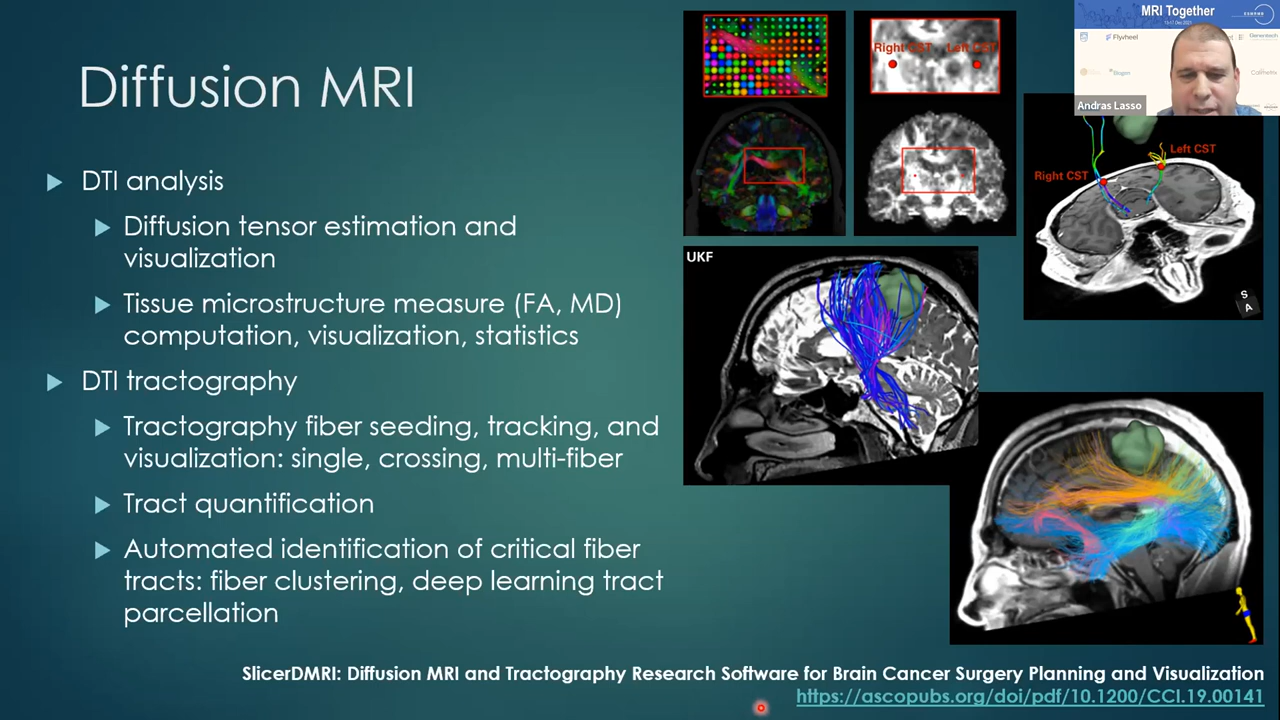 Diffusion MRI
DTI analysis
Diffusion tensor estimation and
visualization
Tissue microstructure measure (FA, MD)
computation, visualization, statistics
DTI tractography
Tractography fiber seeding, tracking, and
visualization: single, crossing, multi-fiber
Tract quantification
Automated identification of critical fiber
tracts: fiber clustering, deep learning tract
parcellation
Right CST Left CST
Left CST
Right CST
S
A
UKF
SlicerDMRI: Diffusion MRI and Tractography Research Software for Brain Cancer Surgery Planning and Visualization
https://ascopubs.org/doi/pdf/10.1200/CCI.19.00141
MRI Together
Flywheel
Andras Lasso